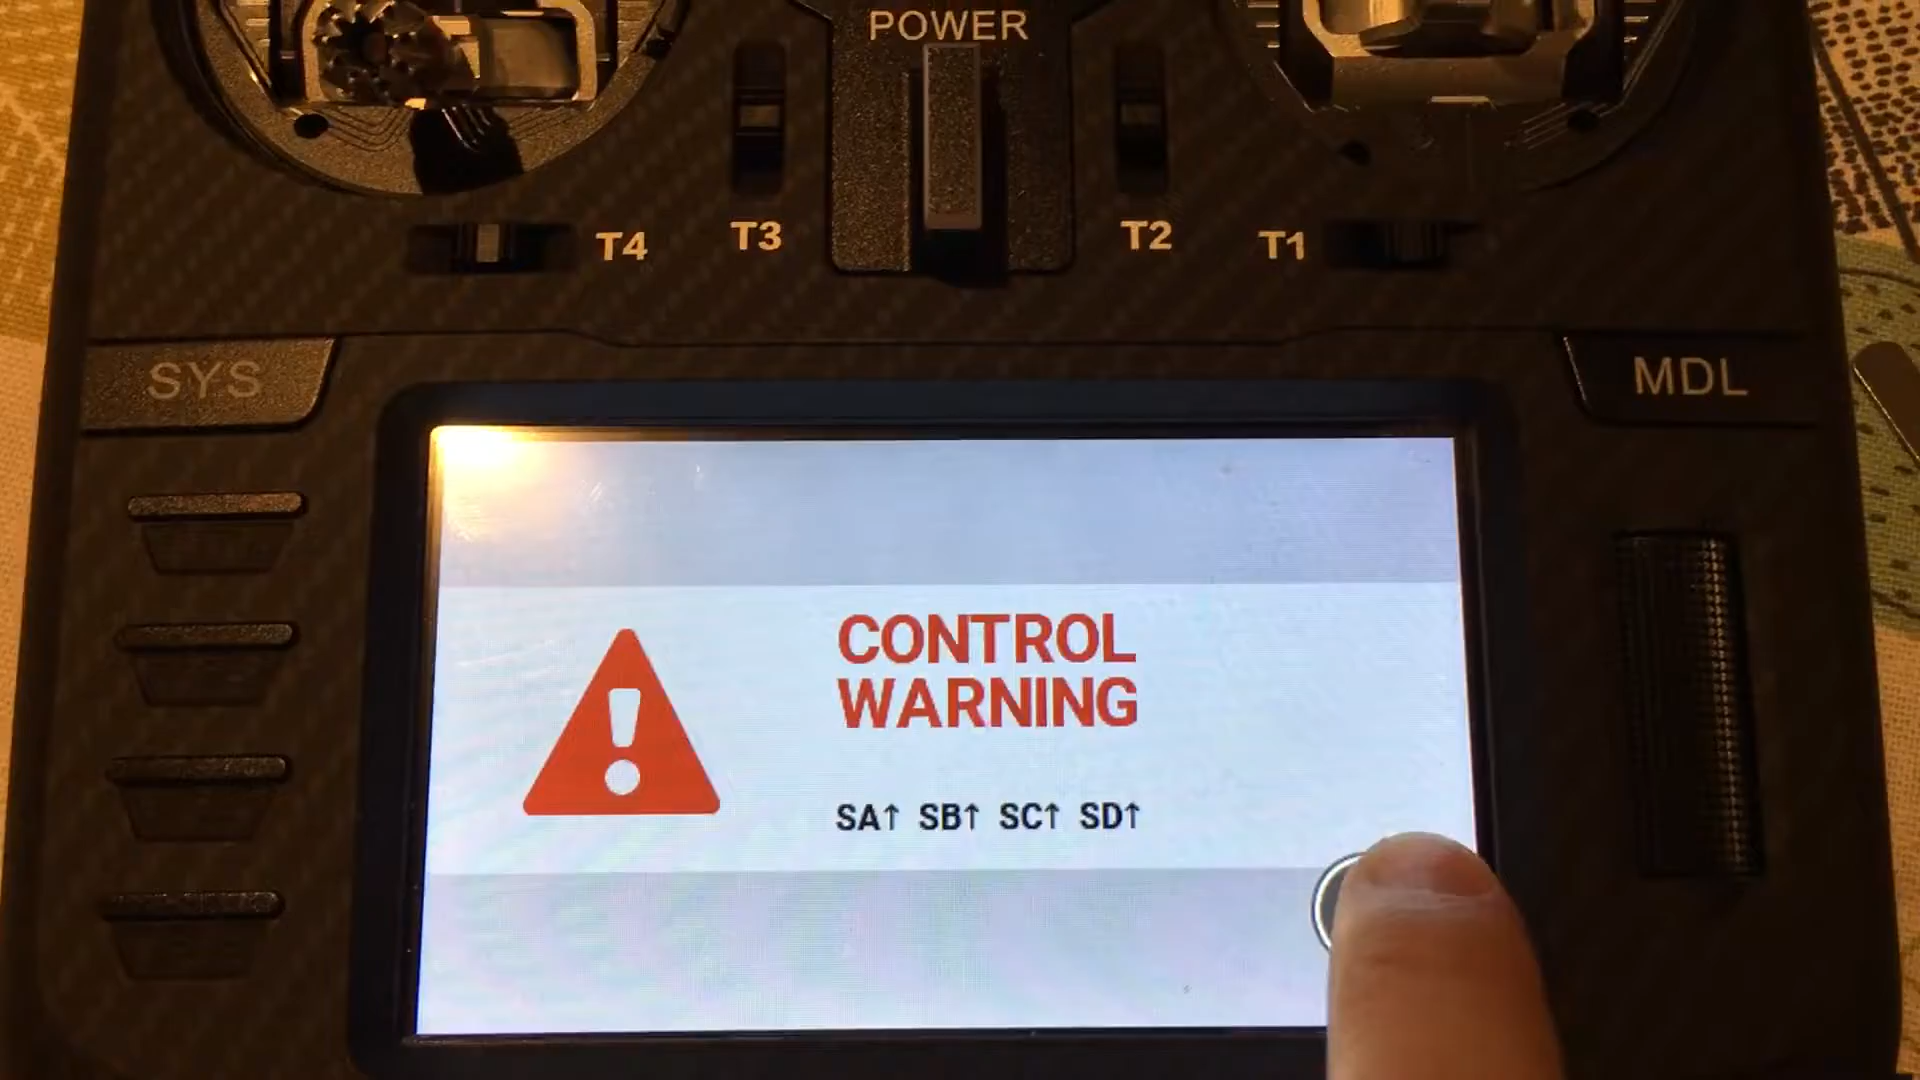 POWER
T4
T3
T2
T1
SYS
MDL
CONTROL
WARNING
SA↑ SB↑ SC↑ SD↑